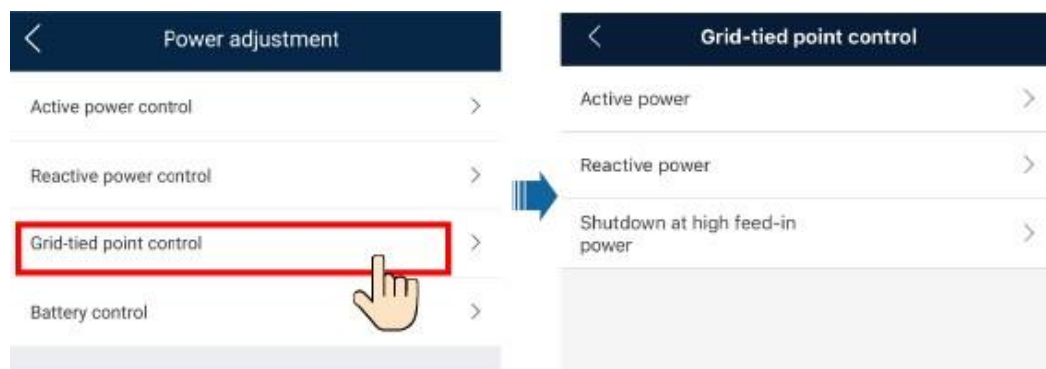 Power adjustment
Active power control
Reactive power control
Grid-tied point control
Battery control
Grid-tied point control
Active power
Reactive power
Shutdown at high feed-in
power